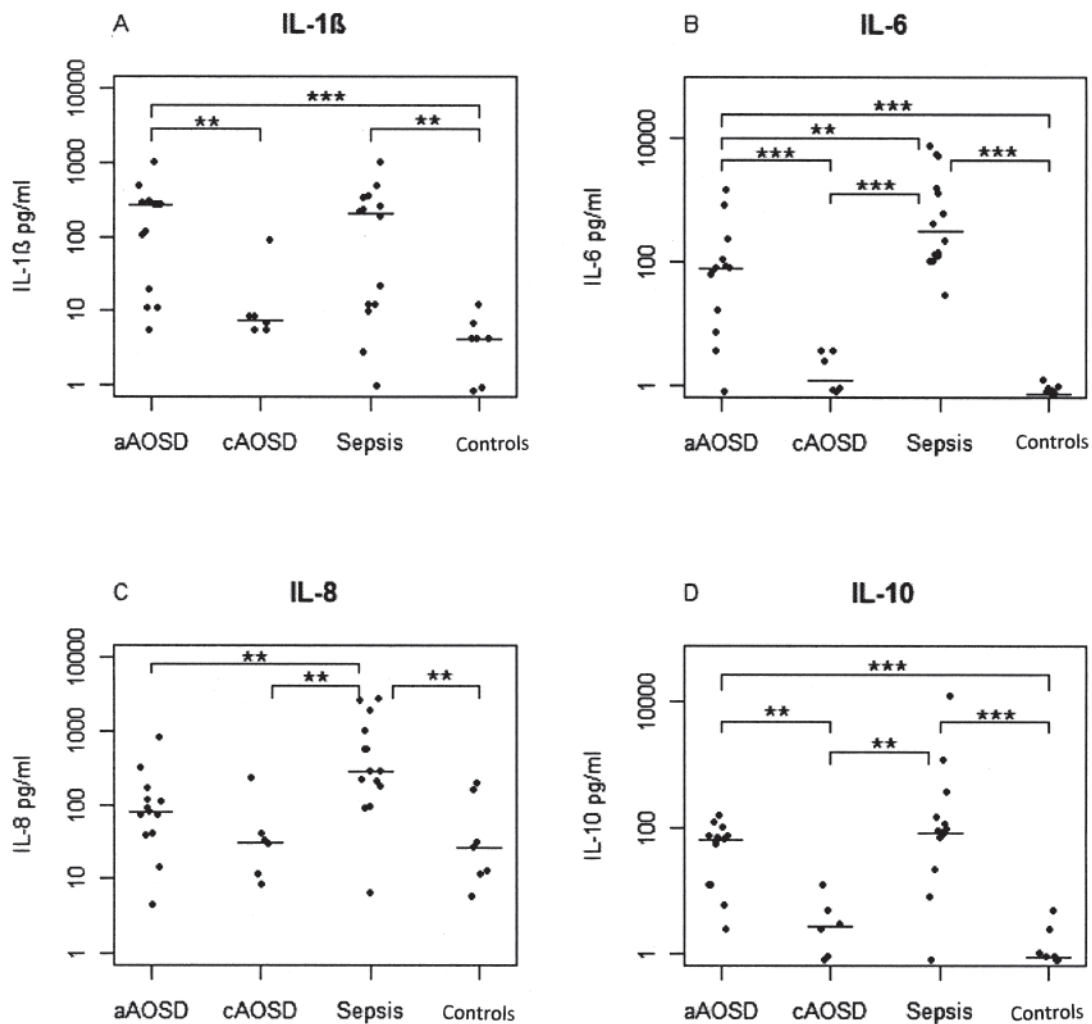 A
IL-1ß
IL-1ß pg/ml
10000
1000
100
10
1
***
**
**
aAOSD cAOSD Sepsis Controls
B
IL-6
IL-6 pg/ml
10000
100
1
***
**
***
***
***
aAOSD cAOSD Sepsis Controls
C
IL-8
IL-8 pg/ml
10000
1000
100
10
1
**
**
**
aAOSD cAOSD Sepsis Controls
D
IL-10
IL-10 pg/ml
10000
100
1
***
**
***
**
aAOSD cAOSD Sepsis Controls